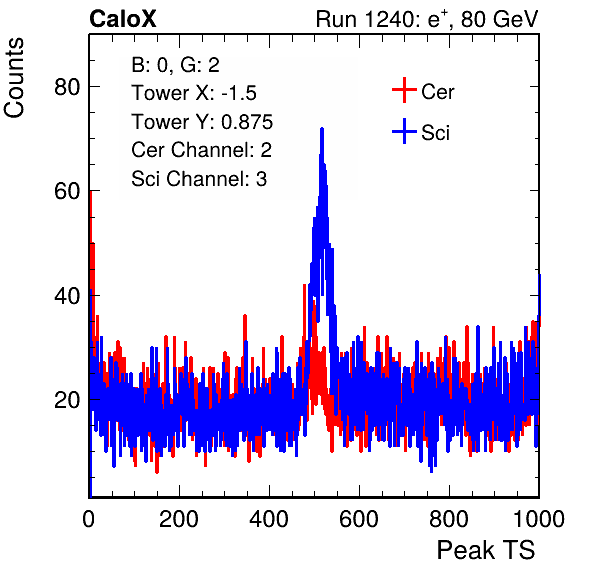 CaloX Run 1240: e⁺, 80 GeV
Counts
B: 0, G: 2
Tower X: -1.5
Tower Y: 0.875
Cer Channel: 2
Sci Channel: 3
Cer
Sci
80
60
40
20
0 200 400 600 800 1000
Peak TS